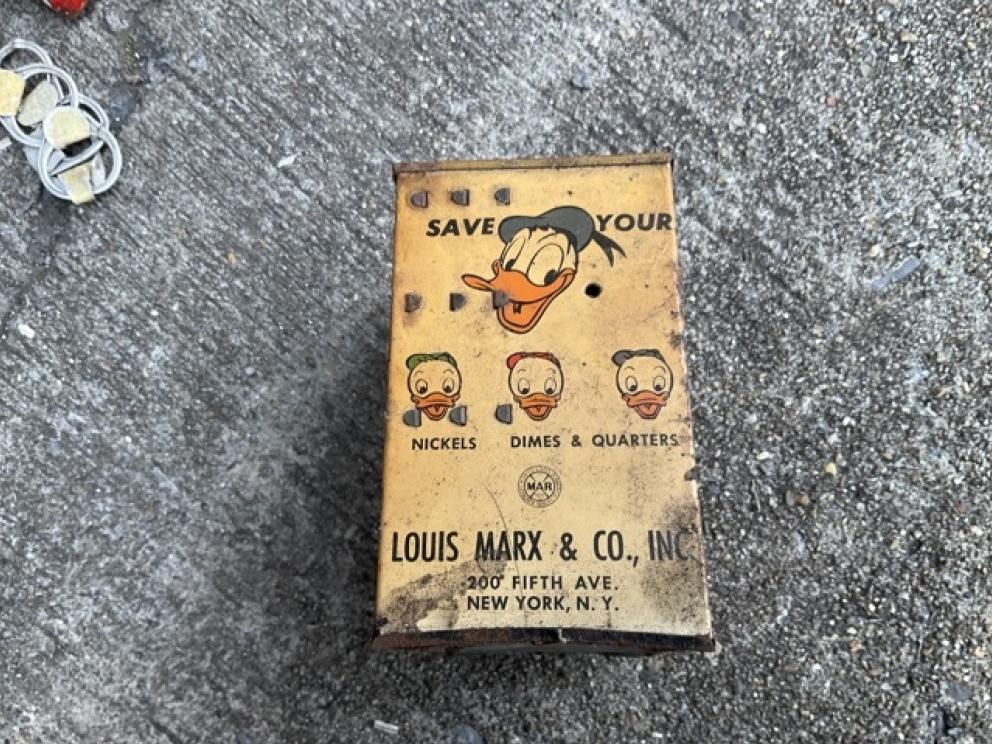 SAVE YOUR
NICKELS DIMES & QUARTERS
MAR
LOUIS MARX & CO., INC
200 FIFTH AVE.
NEW YORK, N. Y.